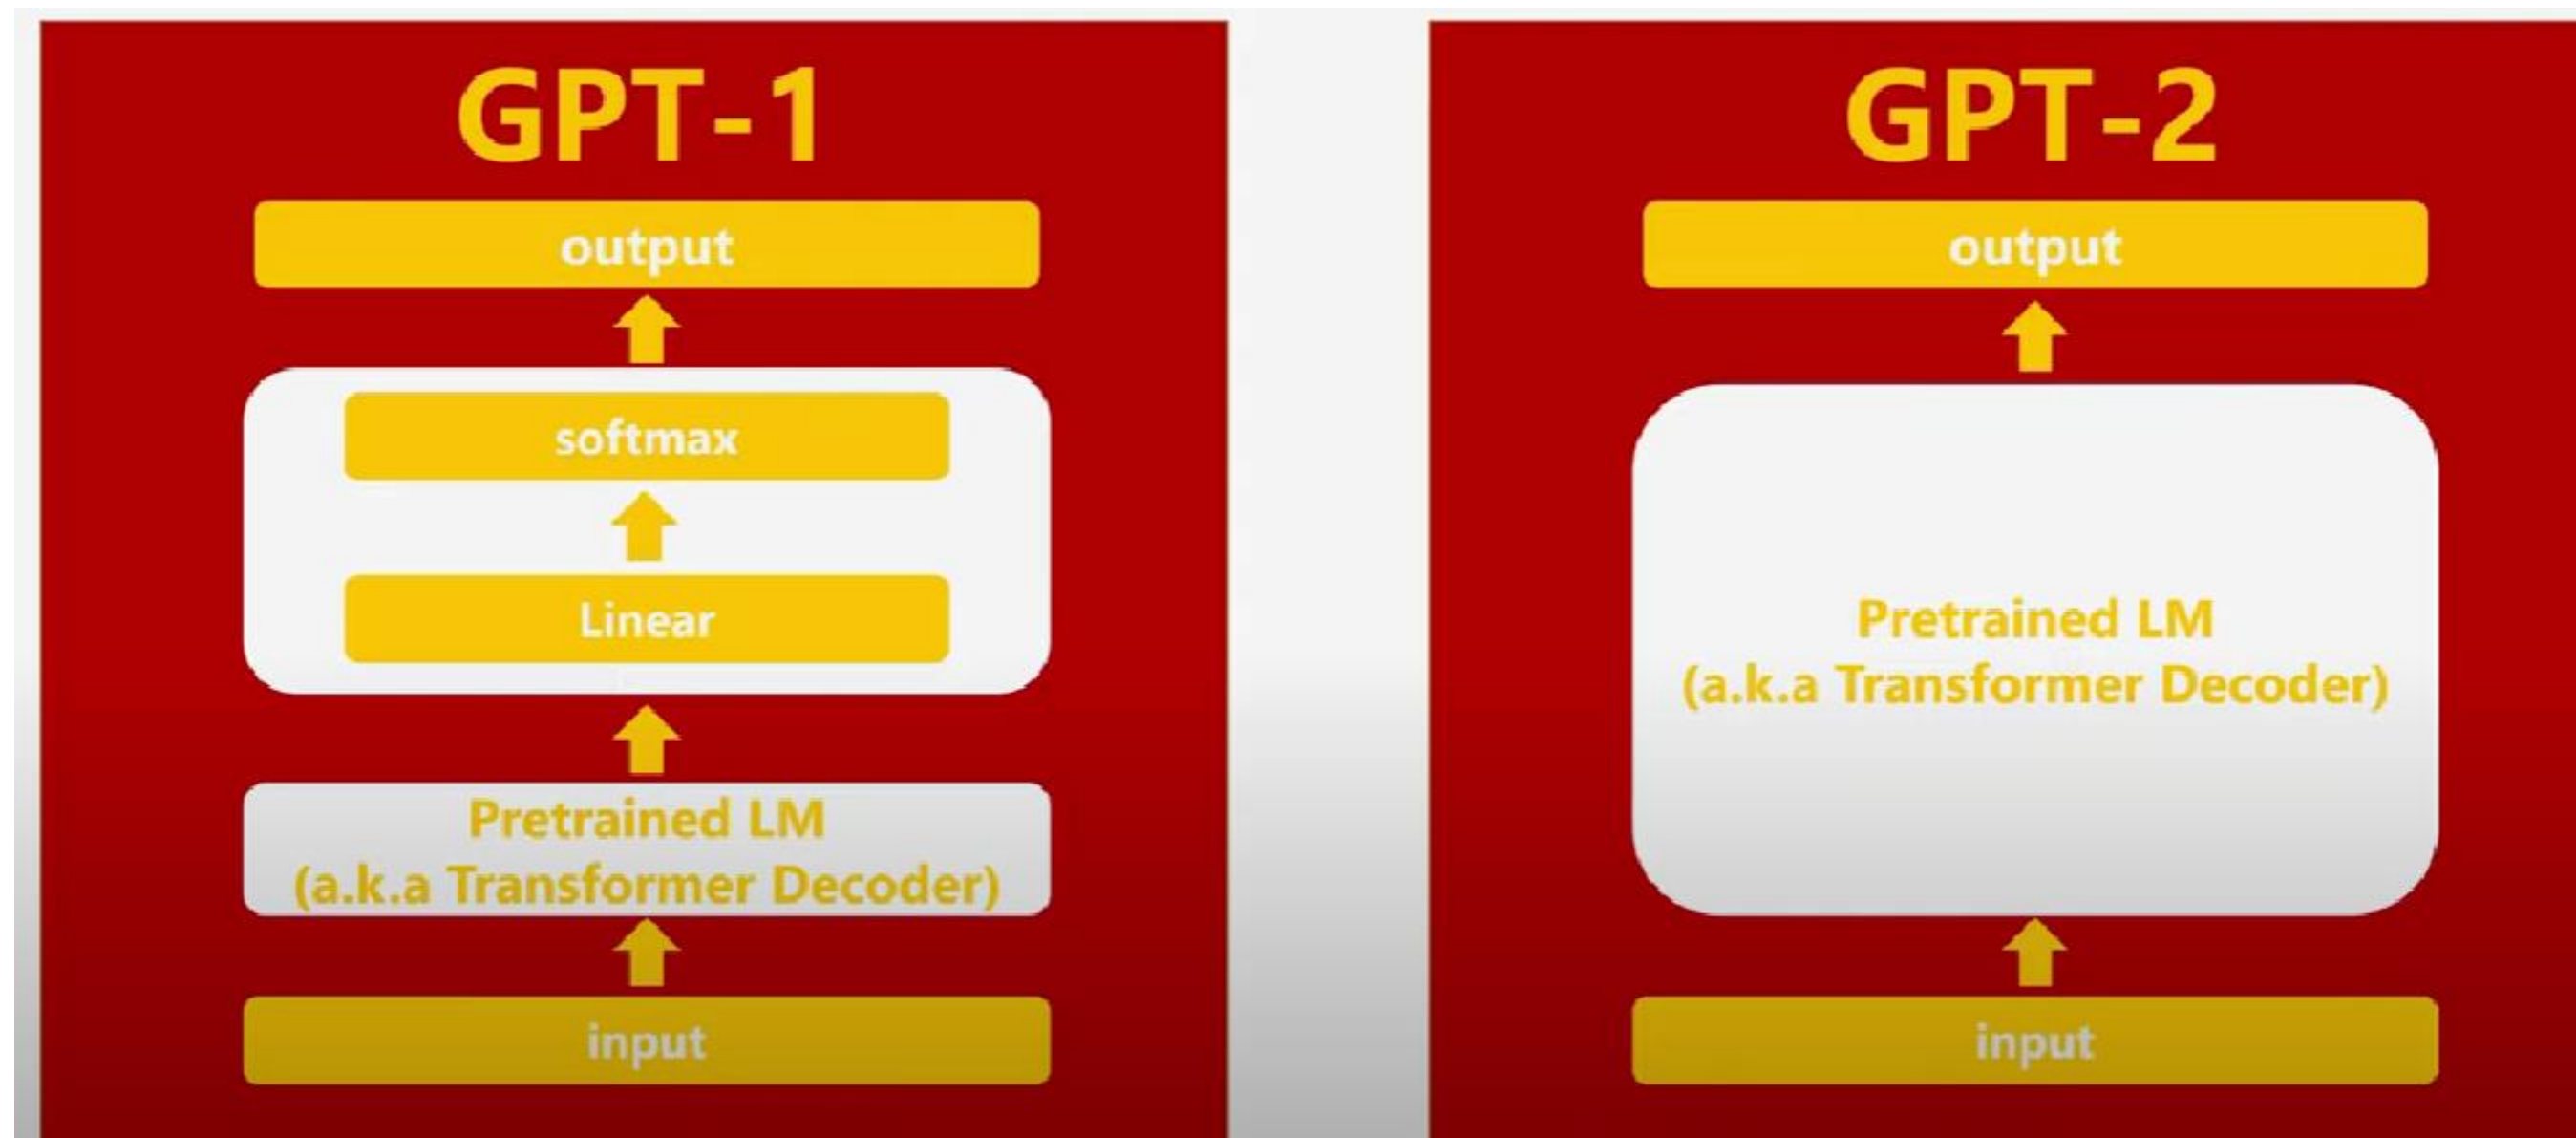 GPT-1
output
softmax
Linear
Pretrained LM
(a.k.a Transformer Decoder)
input
GPT-2
output
Pretrained LM
(a.k.a Transformer Decoder)
input